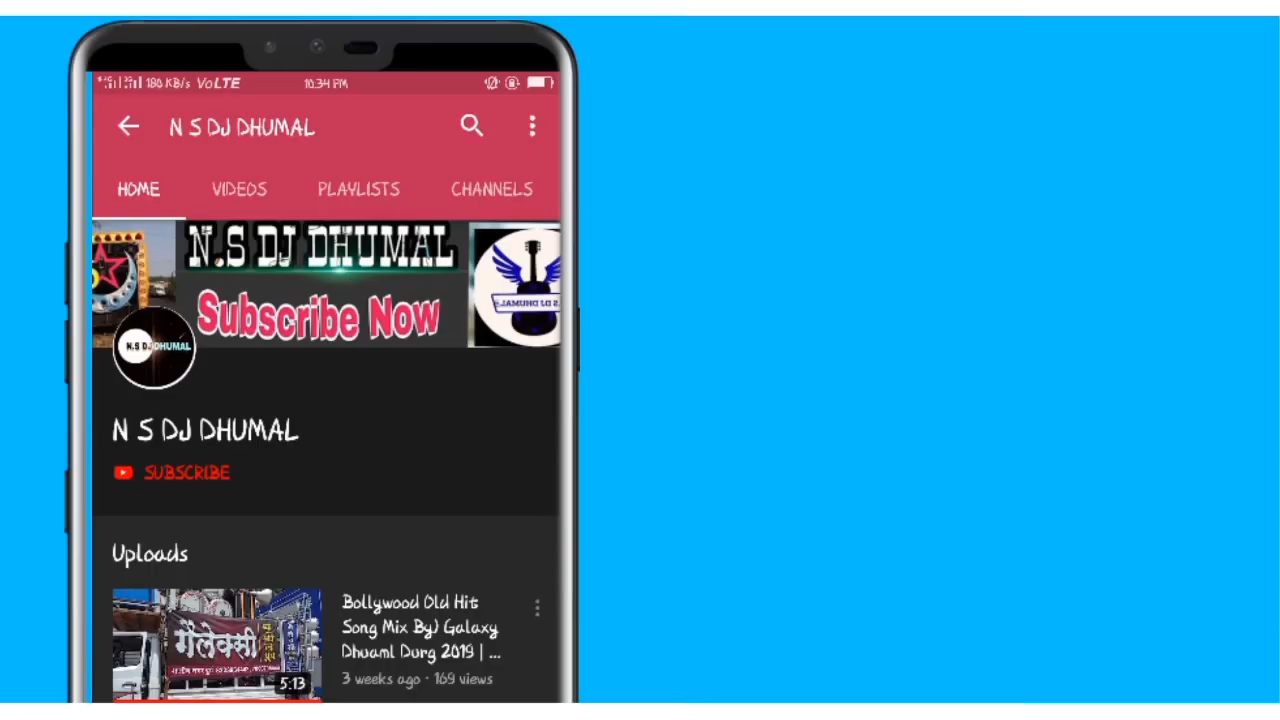 180 KB/s VoLTE 10.34 PM
N S DJ DHUMAL
HOME VIDEOS PLAYLISTS CHANNELS
N.S DJ DHUMAL
Subscribe Now
N.S DJ DHUMAL
N S DJ DHUMAL
SUBSCRIBE
Uploads
गैलेक्सी
5:13
Bollywood Old Hit
Song Mix By) Galaxy
Dhuaml Durg 2019 | ...
3 weeks ago · 169 views